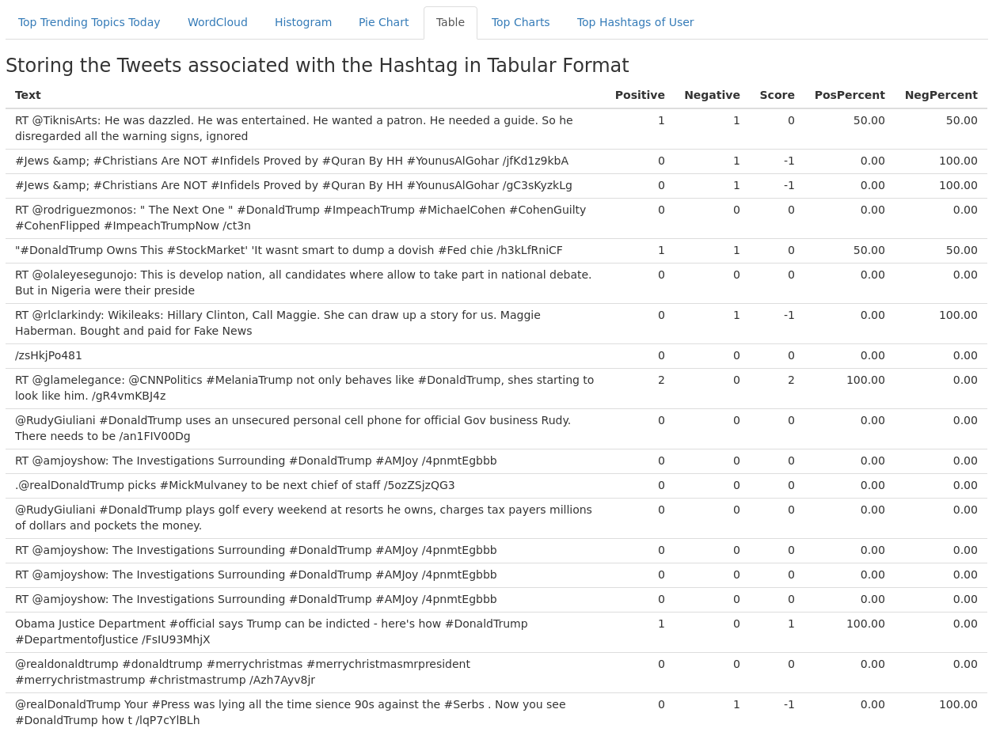 Top Trending Topics Today WordCloud Histogram Pie Chart Table Top Charts Top Hashtags of User
Storing the Tweets associated with the Hashtag in Tabular Format
Text Positive Negative Score PosPercent NegPercent
RT @TiknisArts: He was dazzled. He was entertained. He wanted a patron. He needed a guide. So he 1 1 0 50.00 50.00
disregarded all the warning signs, ignored
#Jews &amp; #Christians Are NOT #Infidels Proved by #Quran By HH #YounusAlGohar /jfKd1z9kbA 0 1 -1 0.00 100.00
#Jews &amp; #Christians Are NOT #Infidels Proved by #Quran By HH #YounusAlGohar /gC3sKyzkLg 0 1 -1 0.00 100.00
RT @rodriguezmonos: " The Next One " #DonaldTrump #ImpeachTrump #MichaelCohen #CohenGuilty 0 0 0 0.00 0.00
#CohenFlipped #ImpeachTrumpNow /ct3n
"#DonaldTrump Owns This #StockMarket' 'It wasnt smart to dump a dovish #Fed chie /h3kLfRniCF 1 1 0 50.00 50.00
RT @olaleyesegunojo: This is develop nation, all candidates where allow to take part in national debate. 0 0 0 0.00 0.00
But in Nigeria were their preside
RT @rlclarkindy: Wikileaks: Hillary Clinton, Call Maggie. She can draw up a story for us. Maggie 0 1 -1 0.00 100.00
Haberman. Bought and paid for Fake News
/zsHkjPo481 0 0 0 0.00 0.00
RT @glamelegance: @CNNPolitics #MelaniaTrump not only behaves like #DonaldTrump, shes starting to 2 0 2 100.00 0.00
look like him. /gR4vmKBJ4z
@RudyGiuliani #DonaldTrump uses an unsecured personal cell phone for official Gov business Rudy. 0 0 0 0.00 0.00
There needs to be /an1FIV00Dg
RT @amjoyshow: The Investigations Surrounding #DonaldTrump #AMJoy /4pnmtEgbbb 0 0 0 0.00 0.00
.@realDonaldTrump picks #MickMulvaney to be next chief of staff /5ozZSjzQG3 0 0 0 0.00 0.00
@RudyGiuliani #DonaldTrump plays golf every weekend at resorts he owns, charges tax payers millions 0 0 0 0.00 0.00
of dollars and pockets the money.
RT @amjoyshow: The Investigations Surrounding #DonaldTrump #AMJoy /4pnmtEgbbb 0 0 0 0.00 0.00
RT @amjoyshow: The Investigations Surrounding #DonaldTrump #AMJoy /4pnmtEgbbb 0 0 0 0.00 0.00
RT @amjoyshow: The Investigations Surrounding #DonaldTrump #AMJoy /4pnmtEgbbb 0 0 0 0.00 0.00
Obama Justice Department #official says Trump can be indicted - here's how #DonaldTrump 1 0 1 100.00 0.00
#DepartmentofJustice /FsIU93MhjX
@realdonaldtrump #donaldtrump #merrychristmas #merrychristmasmrpresident 0 0 0 0.00 0.00
#merrychristmastrump #christmastrump /Azh7Ayv8jr
@realDonaldTrump Your #Press was lying all the time sience 90s against the #Serbs . Now you see 0 1 -1 0.00 100.00
#DonaldTrump how t /lqP7cYlBLh